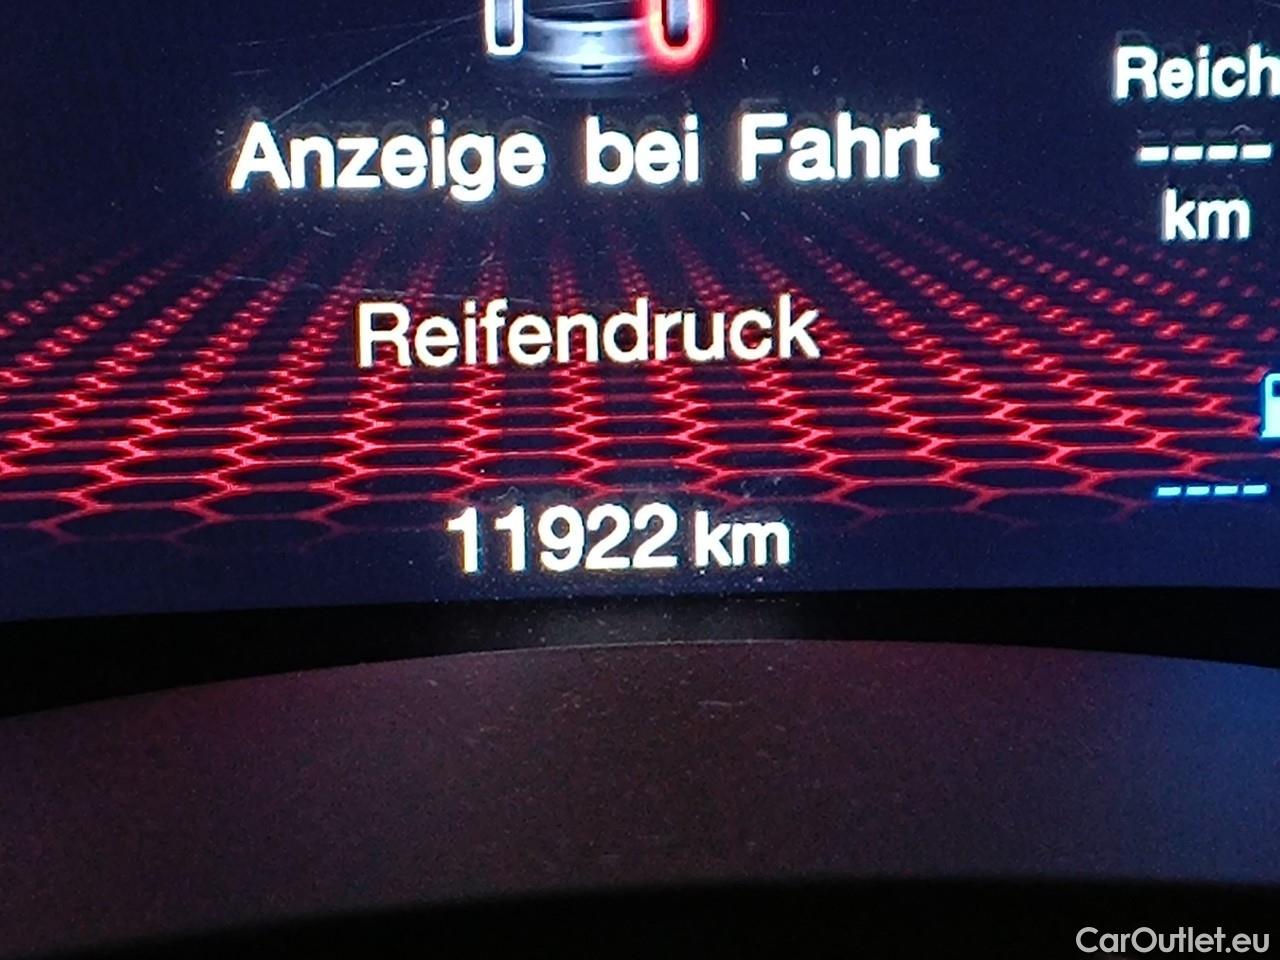 Anzeige bei Fahrt
Reich
----
km
Reifendruck
----
11922 km
CarOutlet.eu